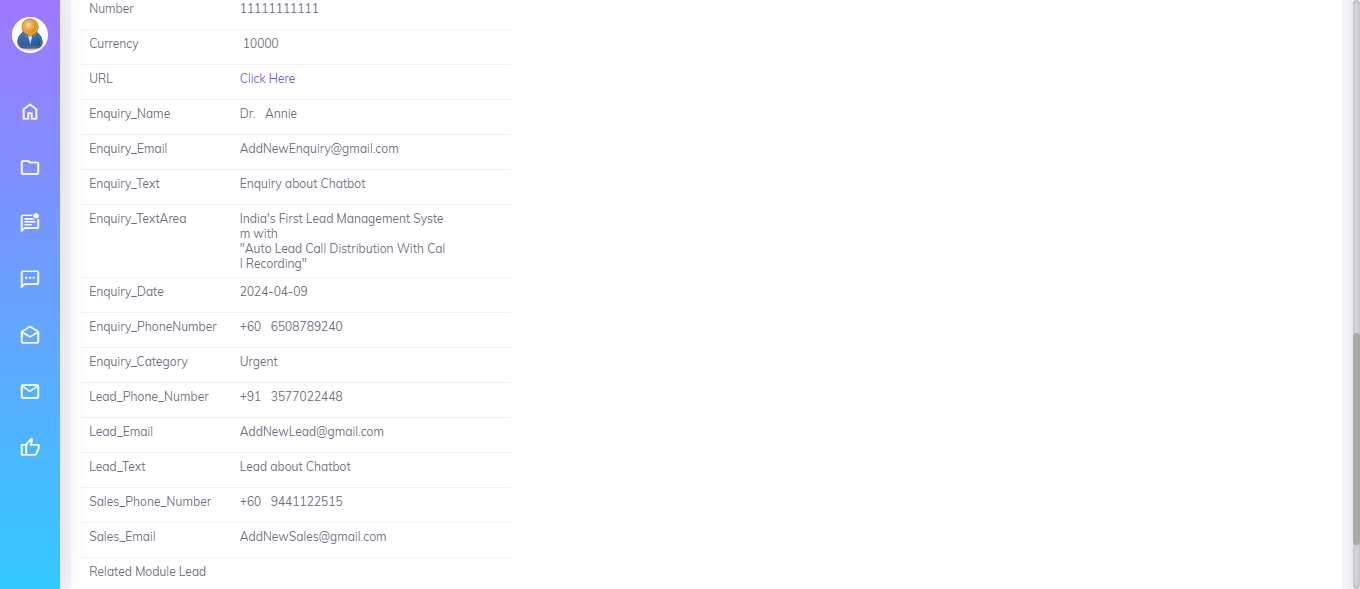 Number 11111111111
Currency 10000
URL Click Here
Enquiry_Name Dr. Annie
Enquiry_Email AddNewEnquiry@gmail.com
Enquiry_Text Enquiry about Chatbot
Enquiry_TextArea India's First Lead Management Syste
m with
"Auto Lead Call Distribution With Cal
l Recording"
Enquiry_Date 2024-04-09
Enquiry_PhoneNumber +60 6508789240
Enquiry_Category Urgent
Lead_Phone_Number +91 3577022448
Lead_Email AddNewLead@gmail.com
Lead_Text Lead about Chatbot
Sales_Phone_Number +60 9441122515
Sales_Email AddNewSales@gmail.com
Related Module Lead